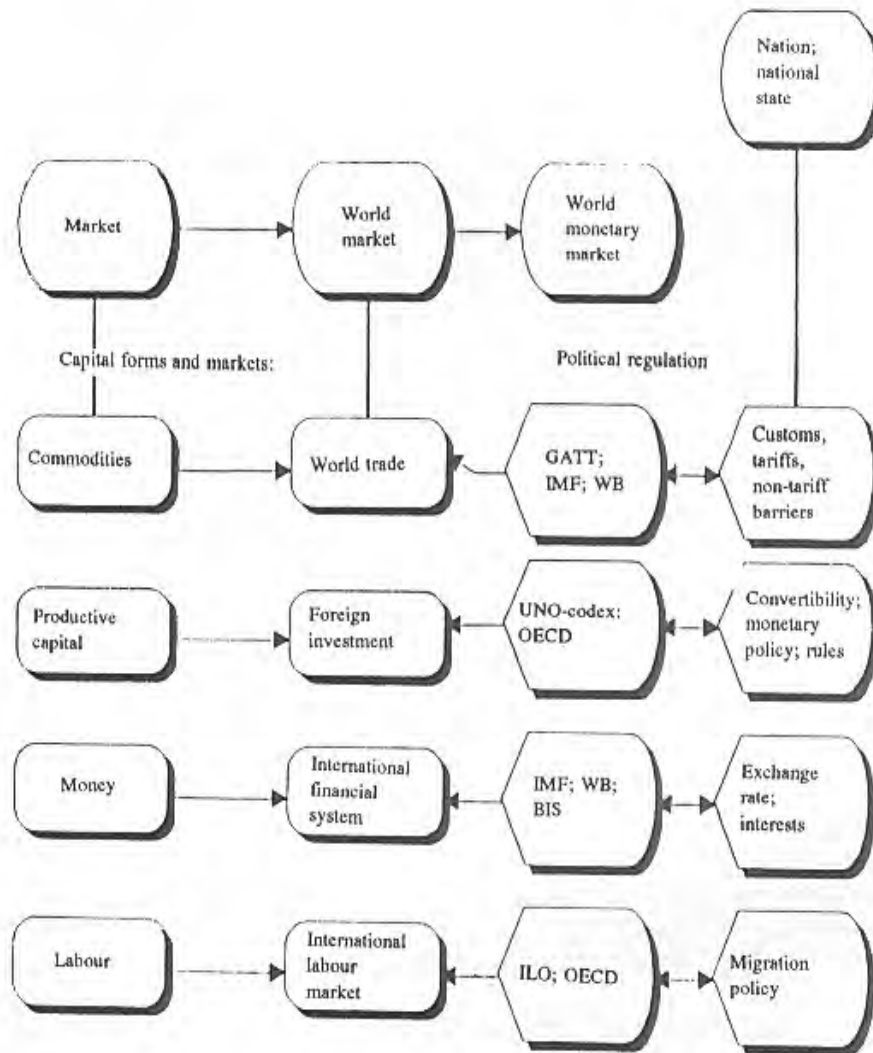 Nation;
national
state
Market
World
market
World
monetary
market
Capital forms and markets:
Political regulation
Commodities
World trade
GATT;
IMF; WB
Customs,
tariffs,
non-tariff
barriers
Productive
capital
Foreign
investment
UNO-codex;
OECD
Convertibility;
monetary
policy; rules
Money
International
financial
system
IMF; WB;
BIS
Exchange
rate;
interests
Labour
International
labour
market
ILO; OECD
Migration
policy